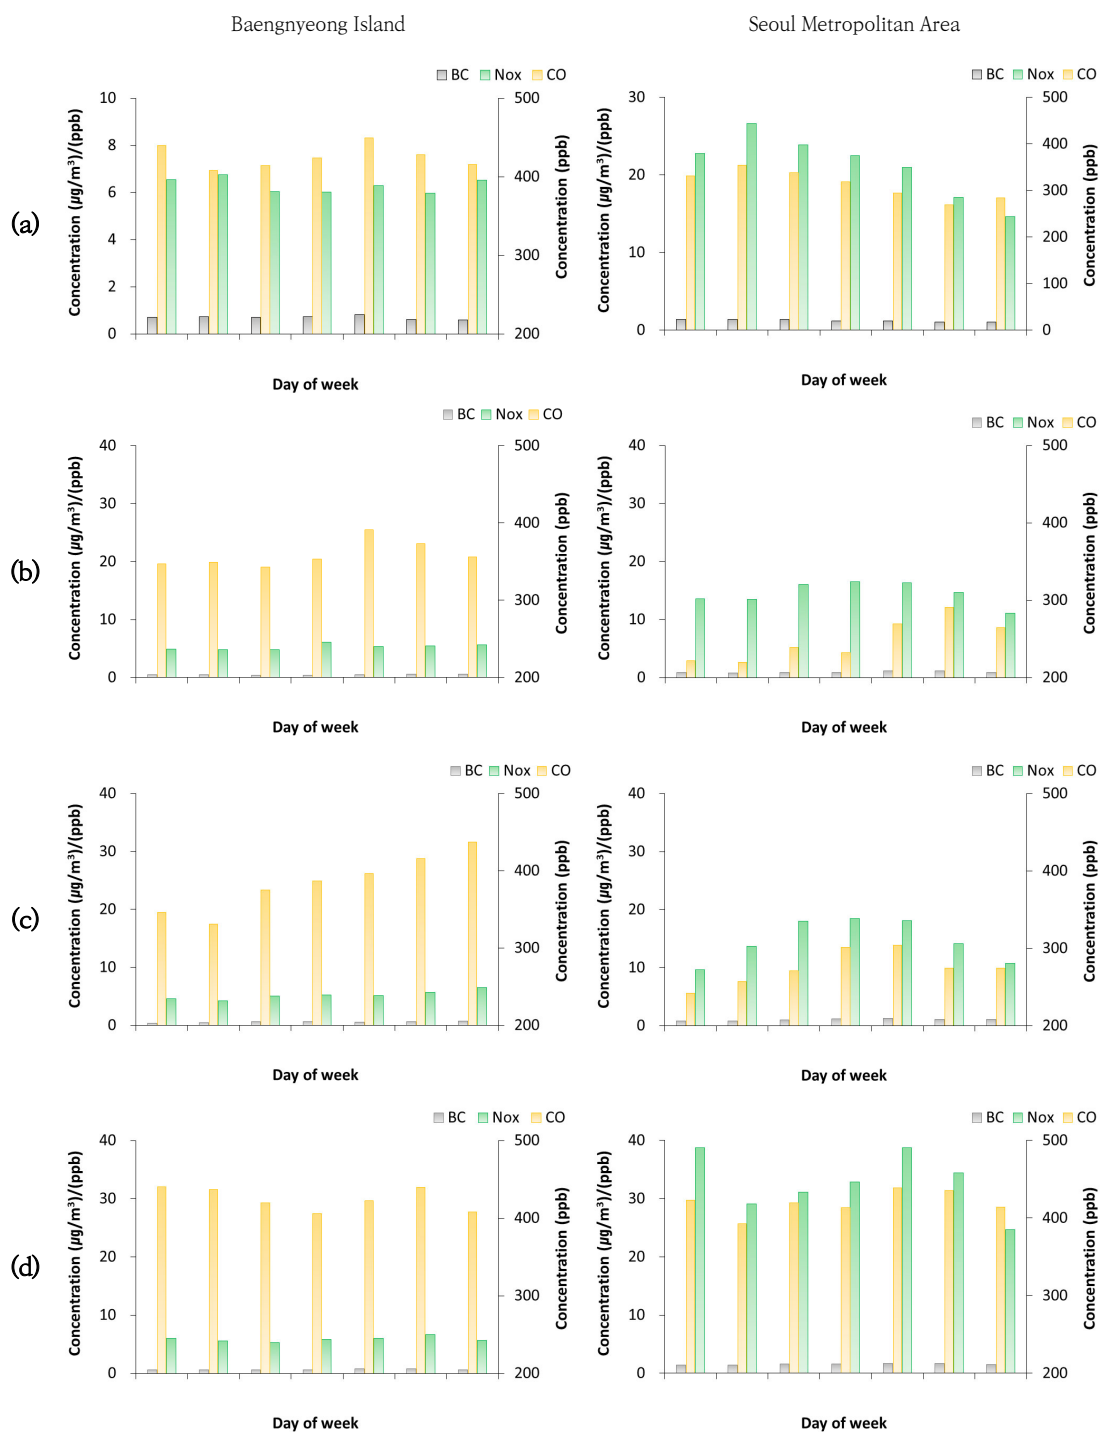 Baengnyeong Island
Seoul Metropolitan Area
(a)
BC Nox CO
Concentration (µg/m³)/(ppb)
10
8
6
4
2
0
500
400
300
200
Concentration (ppb)
Day of week
BC Nox CO
Concentration (µg/m³)/(ppb)
30
20
10
0
500
400
300
200
100
0
Concentration (ppb)
Day of week
(b)
BC Nox CO
Concentration (µg/m³)/(ppb)
40
30
20
10
0
500
400
300
200
Concentration (ppb)
Day of week
BC Nox CO
Concentration (µg/m³)/(ppb)
40
30
20
10
0
500
400
300
200
Concentration (ppb)
Day of week
(c)
BC Nox CO
Concentration (µg/m³)/(ppb)
40
30
20
10
0
500
400
300
200
Concentration (ppb)
Day of week
BC Nox CO
Concentration (µg/m³)/(ppb)
40
30
20
10
0
500
400
300
200
Concentration (ppb)
Day of week
(d)
BC Nox CO
Concentration (µg/m³)/(ppb)
40
30
20
10
0
500
400
300
200
Concentration (ppb)
Day of week
BC Nox CO
Concentration (µg/m³)/(ppb)
40
30
20
10
0
500
400
300
200
Concentration (ppb)
Day of week